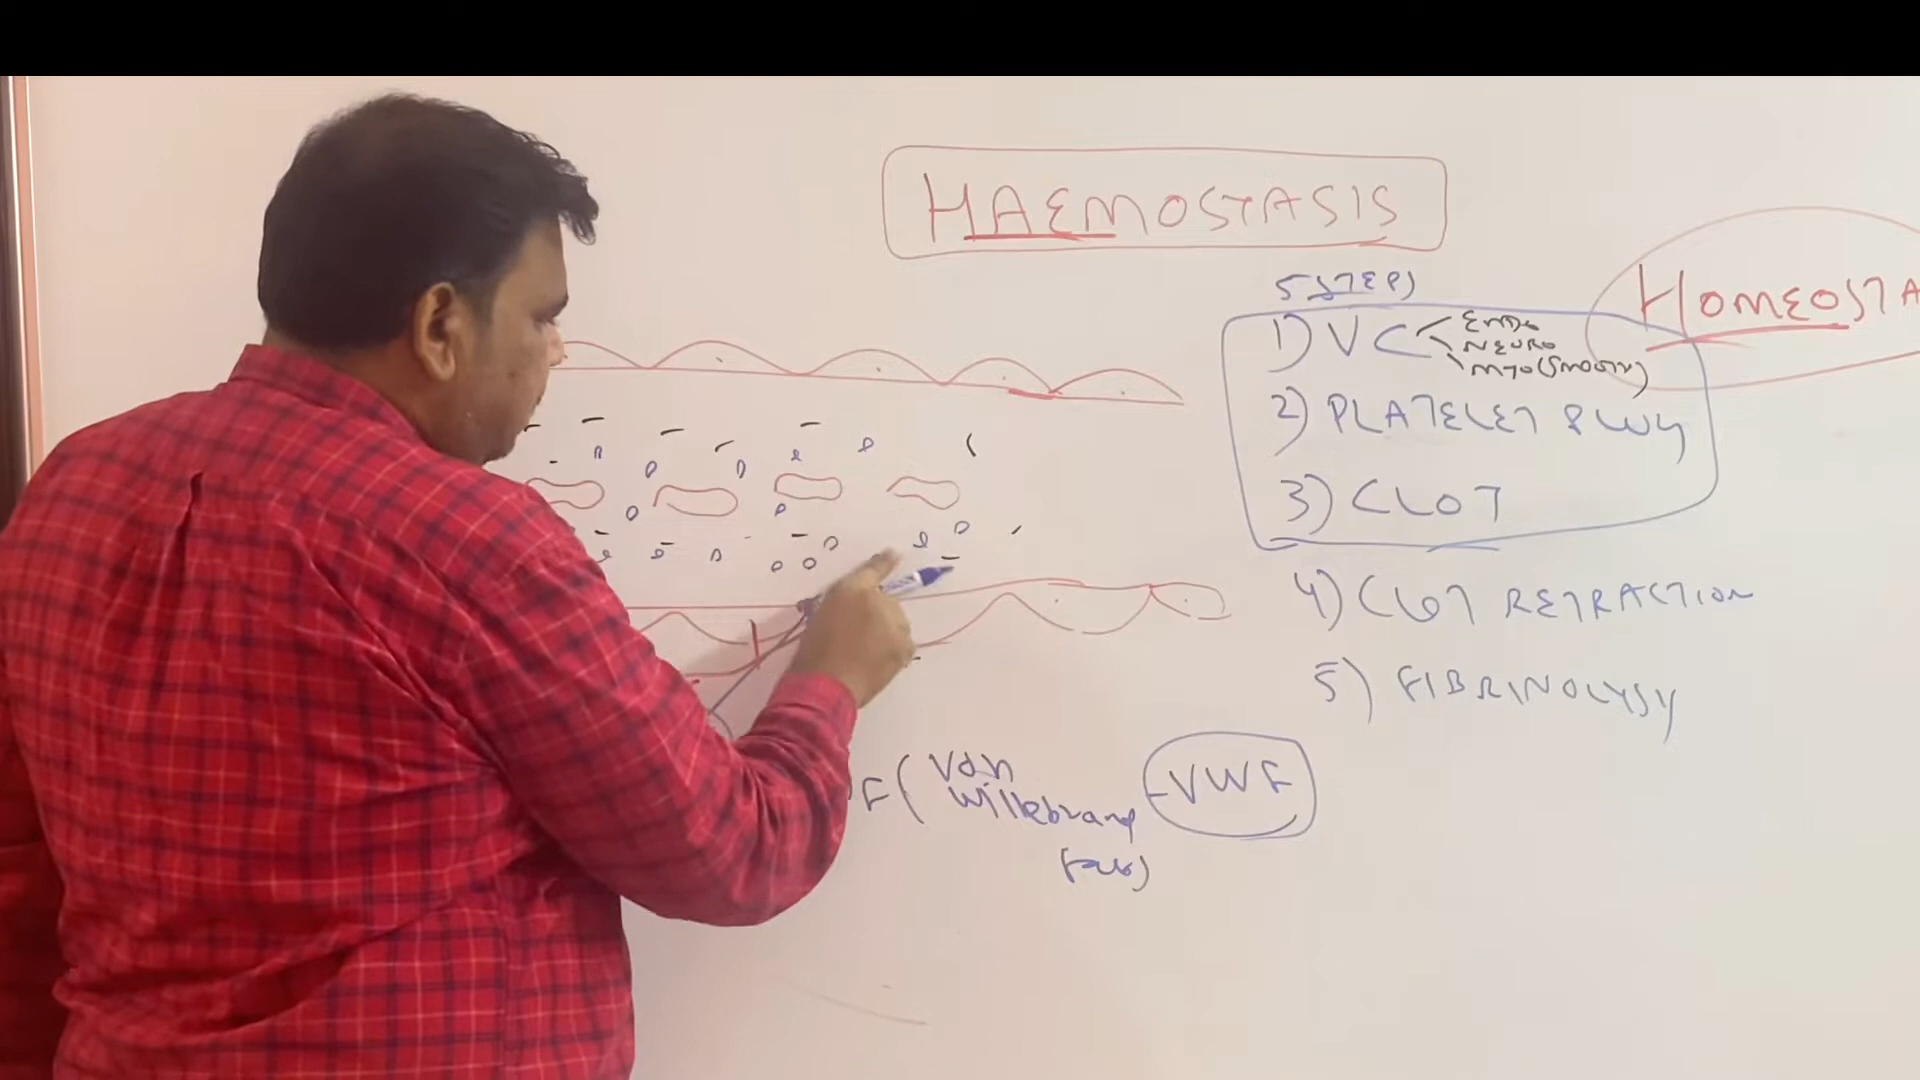 HAEMOSTASIS
HOMEOSTA
5 STEPS
1) VC
ENDO
NEURO
MYO(SMOOTH)
2) PLATELET PLUG
3) CLOT
4) CLOT RETRACTION
5) FIBRINOLYSY
F( Van
Willebrand
- VWF